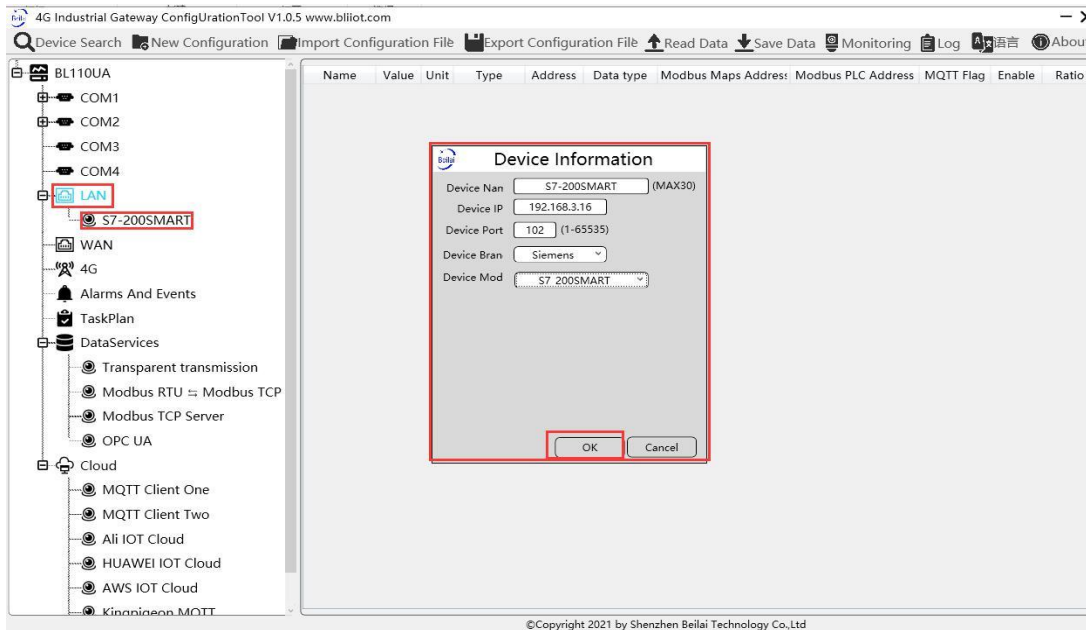 Beilai 4G Industrial Gateway ConfigUrationTool V1.0.5 www.bliiot.com
Device Search New Configuration Import Configuration File Export Configuration File Read Data Save Data Monitoring Log A文 语言 Abou
BL110UA
COM1
COM2
COM3
COM4
LAN
S7-200SMART
WAN
4G
Alarms And Events
TaskPlan
DataServices
Transparent transmission
Modbus RTU ⇆ Modbus TCP
Modbus TCP Server
OPC UA
Cloud
MQTT Client One
MQTT Client Two
Ali IOT Cloud
HUAWEI IOT Cloud
AWS IOT Cloud
Kingpigeon MQTT
Name Value Unit Type Address Data type Modbus Maps Address Modbus PLC Address MQTT Flag Enable Ratio
Beilai Device Information
Device Nan S7-200SMART (MAX30)
Device IP 192.168.3.16
Device Port 102 (1-65535)
Device Bran Siemens
Device Mod S7 200SMART
OK Cancel
©Copyright 2021 by Shenzhen Beilai Technology Co.,Ltd